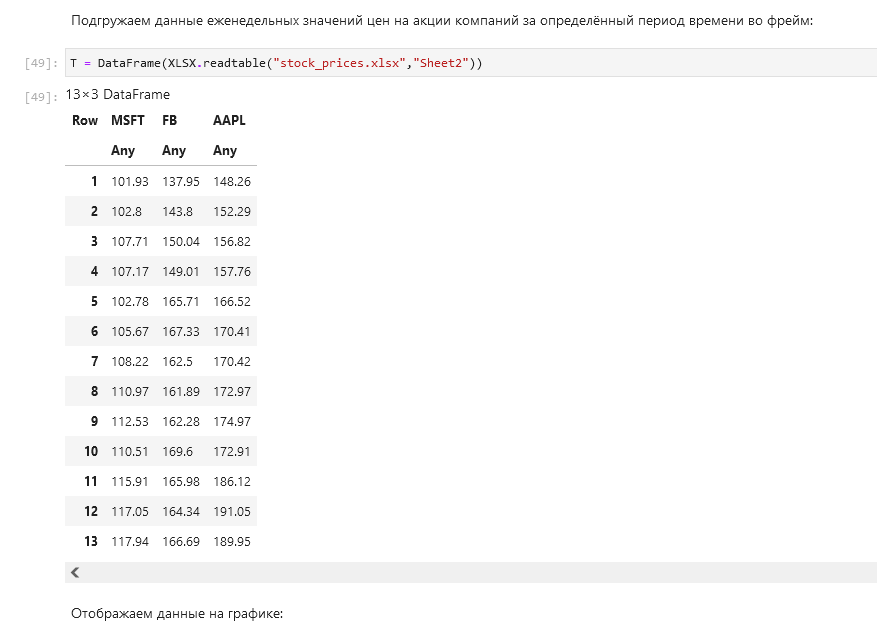 Подгружаем данные еженедельных значений цен на акции компаний за определённый период времени во фрейм:
[49]: T = DataFrame(XLSX.readtable("stock_prices.xlsx","Sheet2"))
[49]: 13×3 DataFrame
Row MSFT FB AAPL
Any Any Any
1 101.93 137.95 148.26
2 102.8 143.8 152.29
3 107.71 150.04 156.82
4 107.17 149.01 157.76
5 102.78 165.71 166.52
6 105.67 167.33 170.41
7 108.22 162.5 170.42
8 110.97 161.89 172.97
9 112.53 162.28 174.97
10 110.51 169.6 172.91
11 115.91 165.98 186.12
12 117.05 164.34 191.05
13 117.94 166.69 189.95
Отображаем данные на графике: